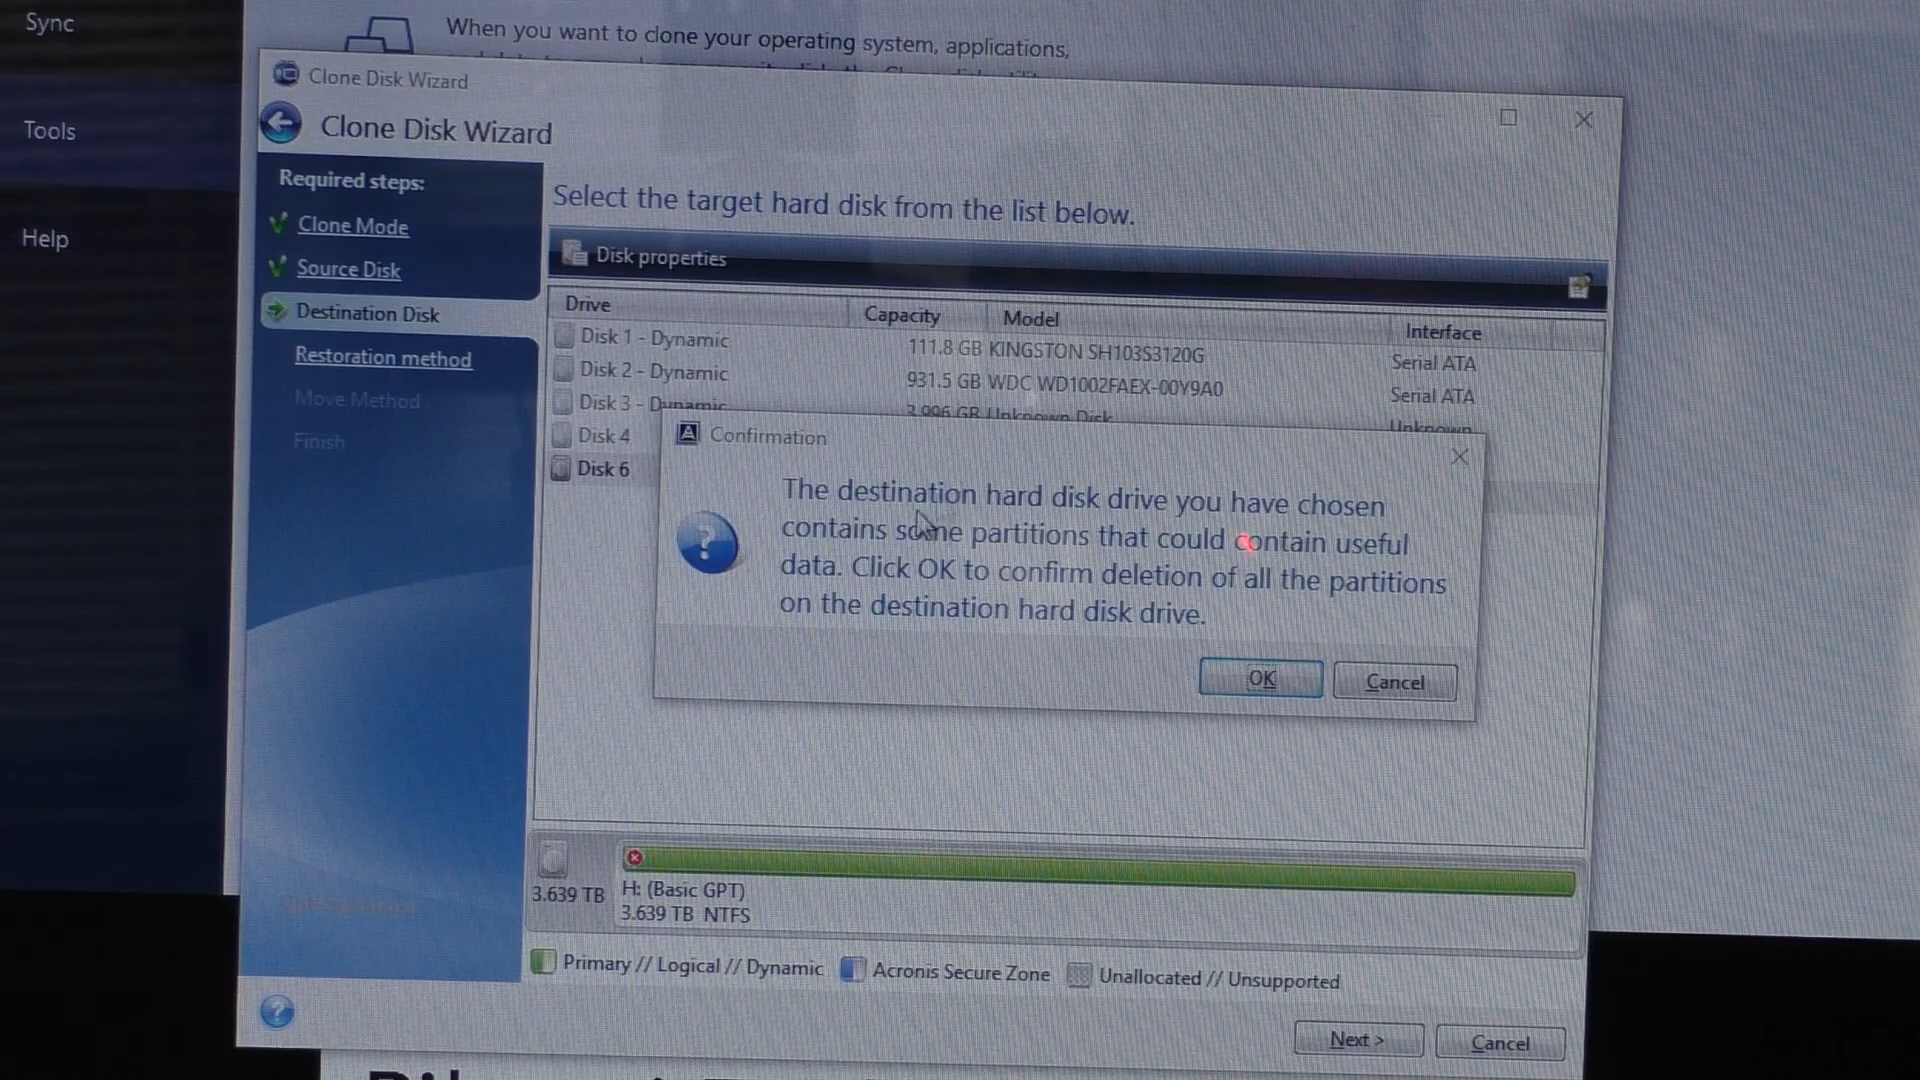 Sync
Tools
Help
When you want to clone your operating system, applications,
Clone Disk Wizard
Clone Disk Wizard
Required steps:
Clone Mode
Source Disk
Destination Disk
Restoration method
Move Method
Finish
Select the target hard disk from the list below.
Disk properties
Drive Capacity Model Interface
Disk 1 - Dynamic 111.8 GB KINGSTON SH103S3120G Serial ATA
Disk 2 - Dynamic 931.5 GB WDC WD1002FAEX-00Y9A0 Serial ATA
Disk 3 - Dynamic GB Unknown Disk Unknown
Disk 4
Disk 6
Confirmation
The destination hard disk drive you have chosen
contains some partitions that could contain useful
data. Click OK to confirm deletion of all the partitions
on the destination hard disk drive.
OK Cancel
3.639 TB
H: (Basic GPT)
3.639 TB NTFS
Primary // Logical // Dynamic Acronis Secure Zone Unallocated // Unsupported
Next > Cancel